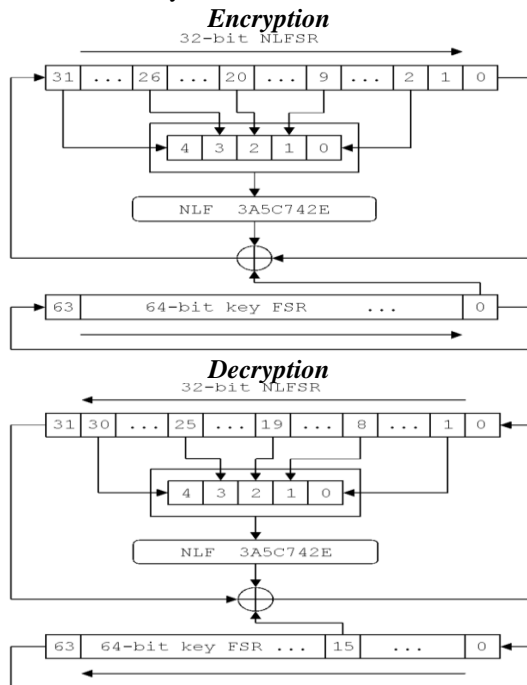 Encryption
32-bit NLFSR
31 ... 26 ... 20 ... 9 ... 2 1 0
4 3 2 1 0
NLF 3A5C742E
63 64-bit key FSR ... 0
Decryption
32-bit NLFSR
31 30 ... 25 ... 19 ... 8 ... 1 0
4 3 2 1 0
NLF 3A5C742E
63 64-bit key FSR ... 15 ... 0